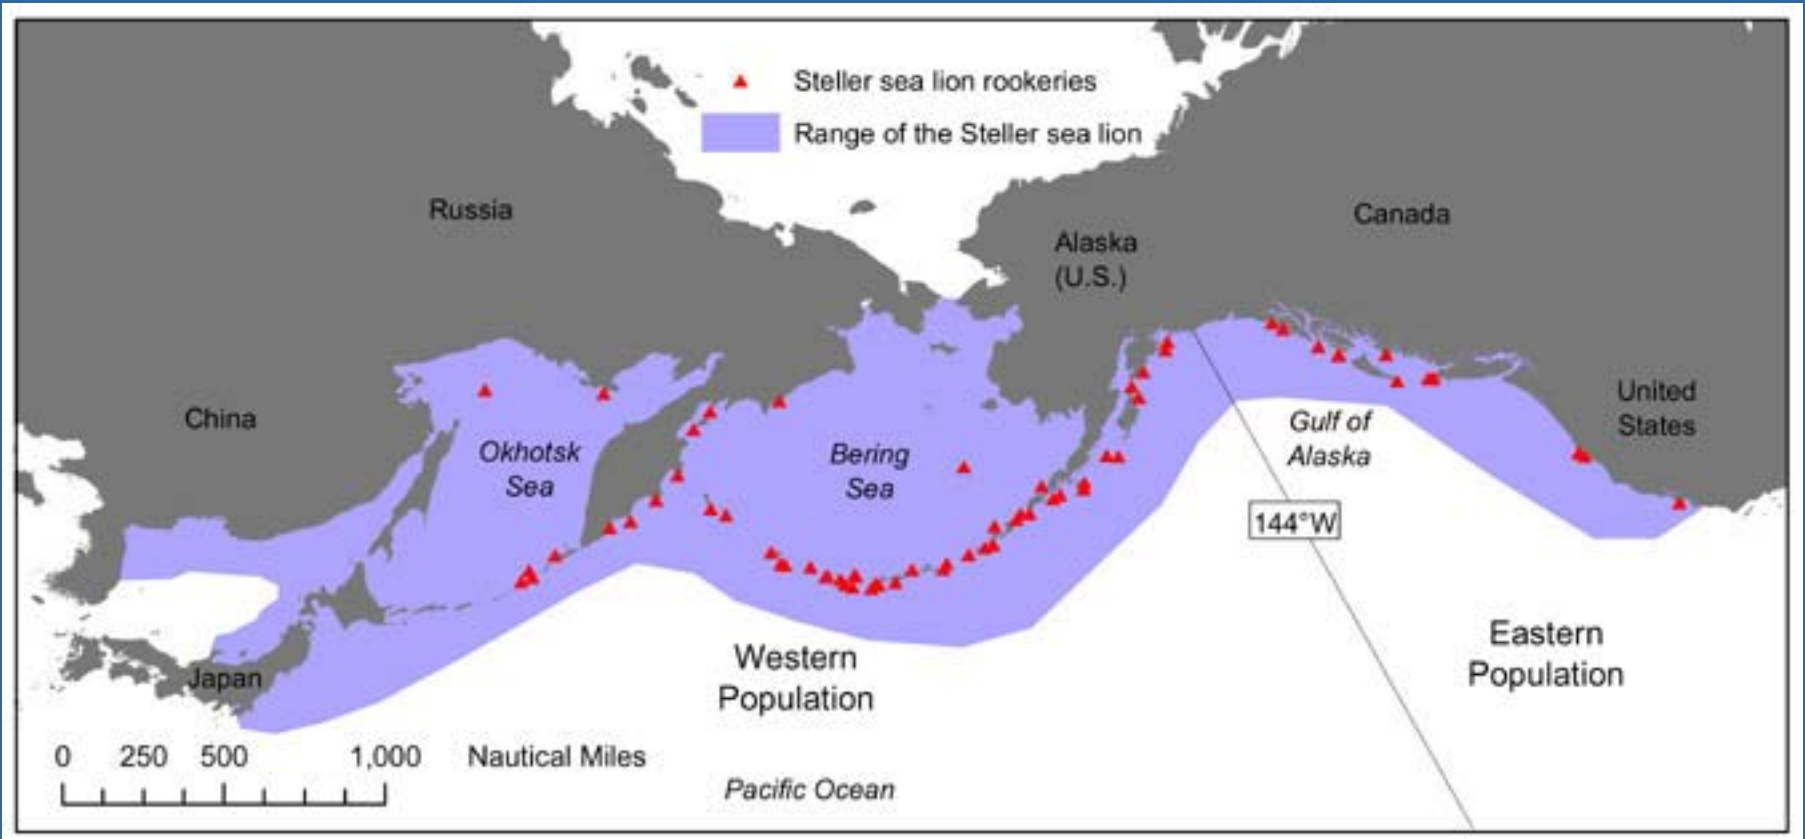 Steller sea lion rookeries
Range of the Steller sea lion
Russia
Canada
Alaska
(U.S.)
China
United
States
Okhotsk
Sea
Bering
Sea
Gulf of
Alaska
144°W
Japan
Western
Population
Eastern
Population
0 250 500 1,000 Nautical Miles
Pacific Ocean